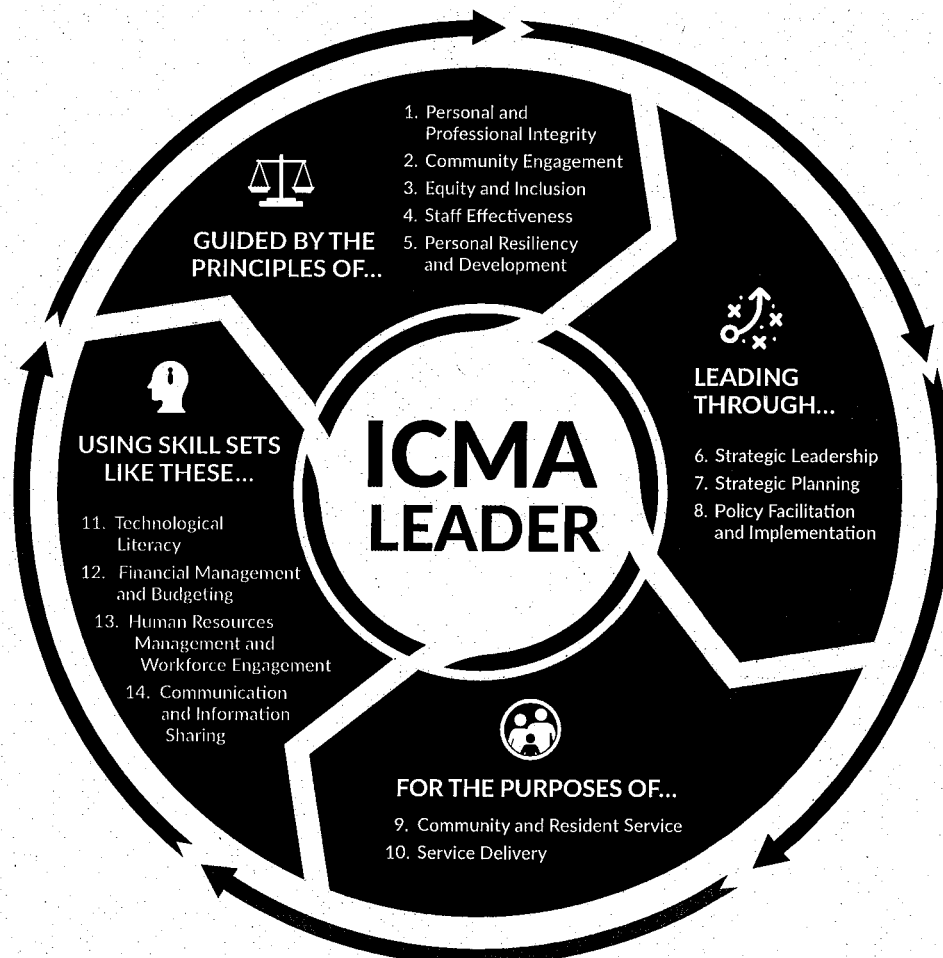 GUIDED BY THE
PRINCIPLES OF...
1. Personal and
Professional Integrity
2. Community Engagement
3. Equity and Inclusion
4. Staff Effectiveness
5. Personal Resiliency
and Development
LEADING
THROUGH...
6. Strategic Leadership
7. Strategic Planning
8. Policy Facilitation
and Implementation
FOR THE PURPOSES OF...
9. Community and Resident Service
10. Service Delivery
USING SKILL SETS
LIKE THESE...
11. Technological
Literacy
12. Financial Management
and Budgeting
13. Human Resources
Management and
Workforce Engagement
14. Communication
and Information
Sharing
ICMA
LEADER